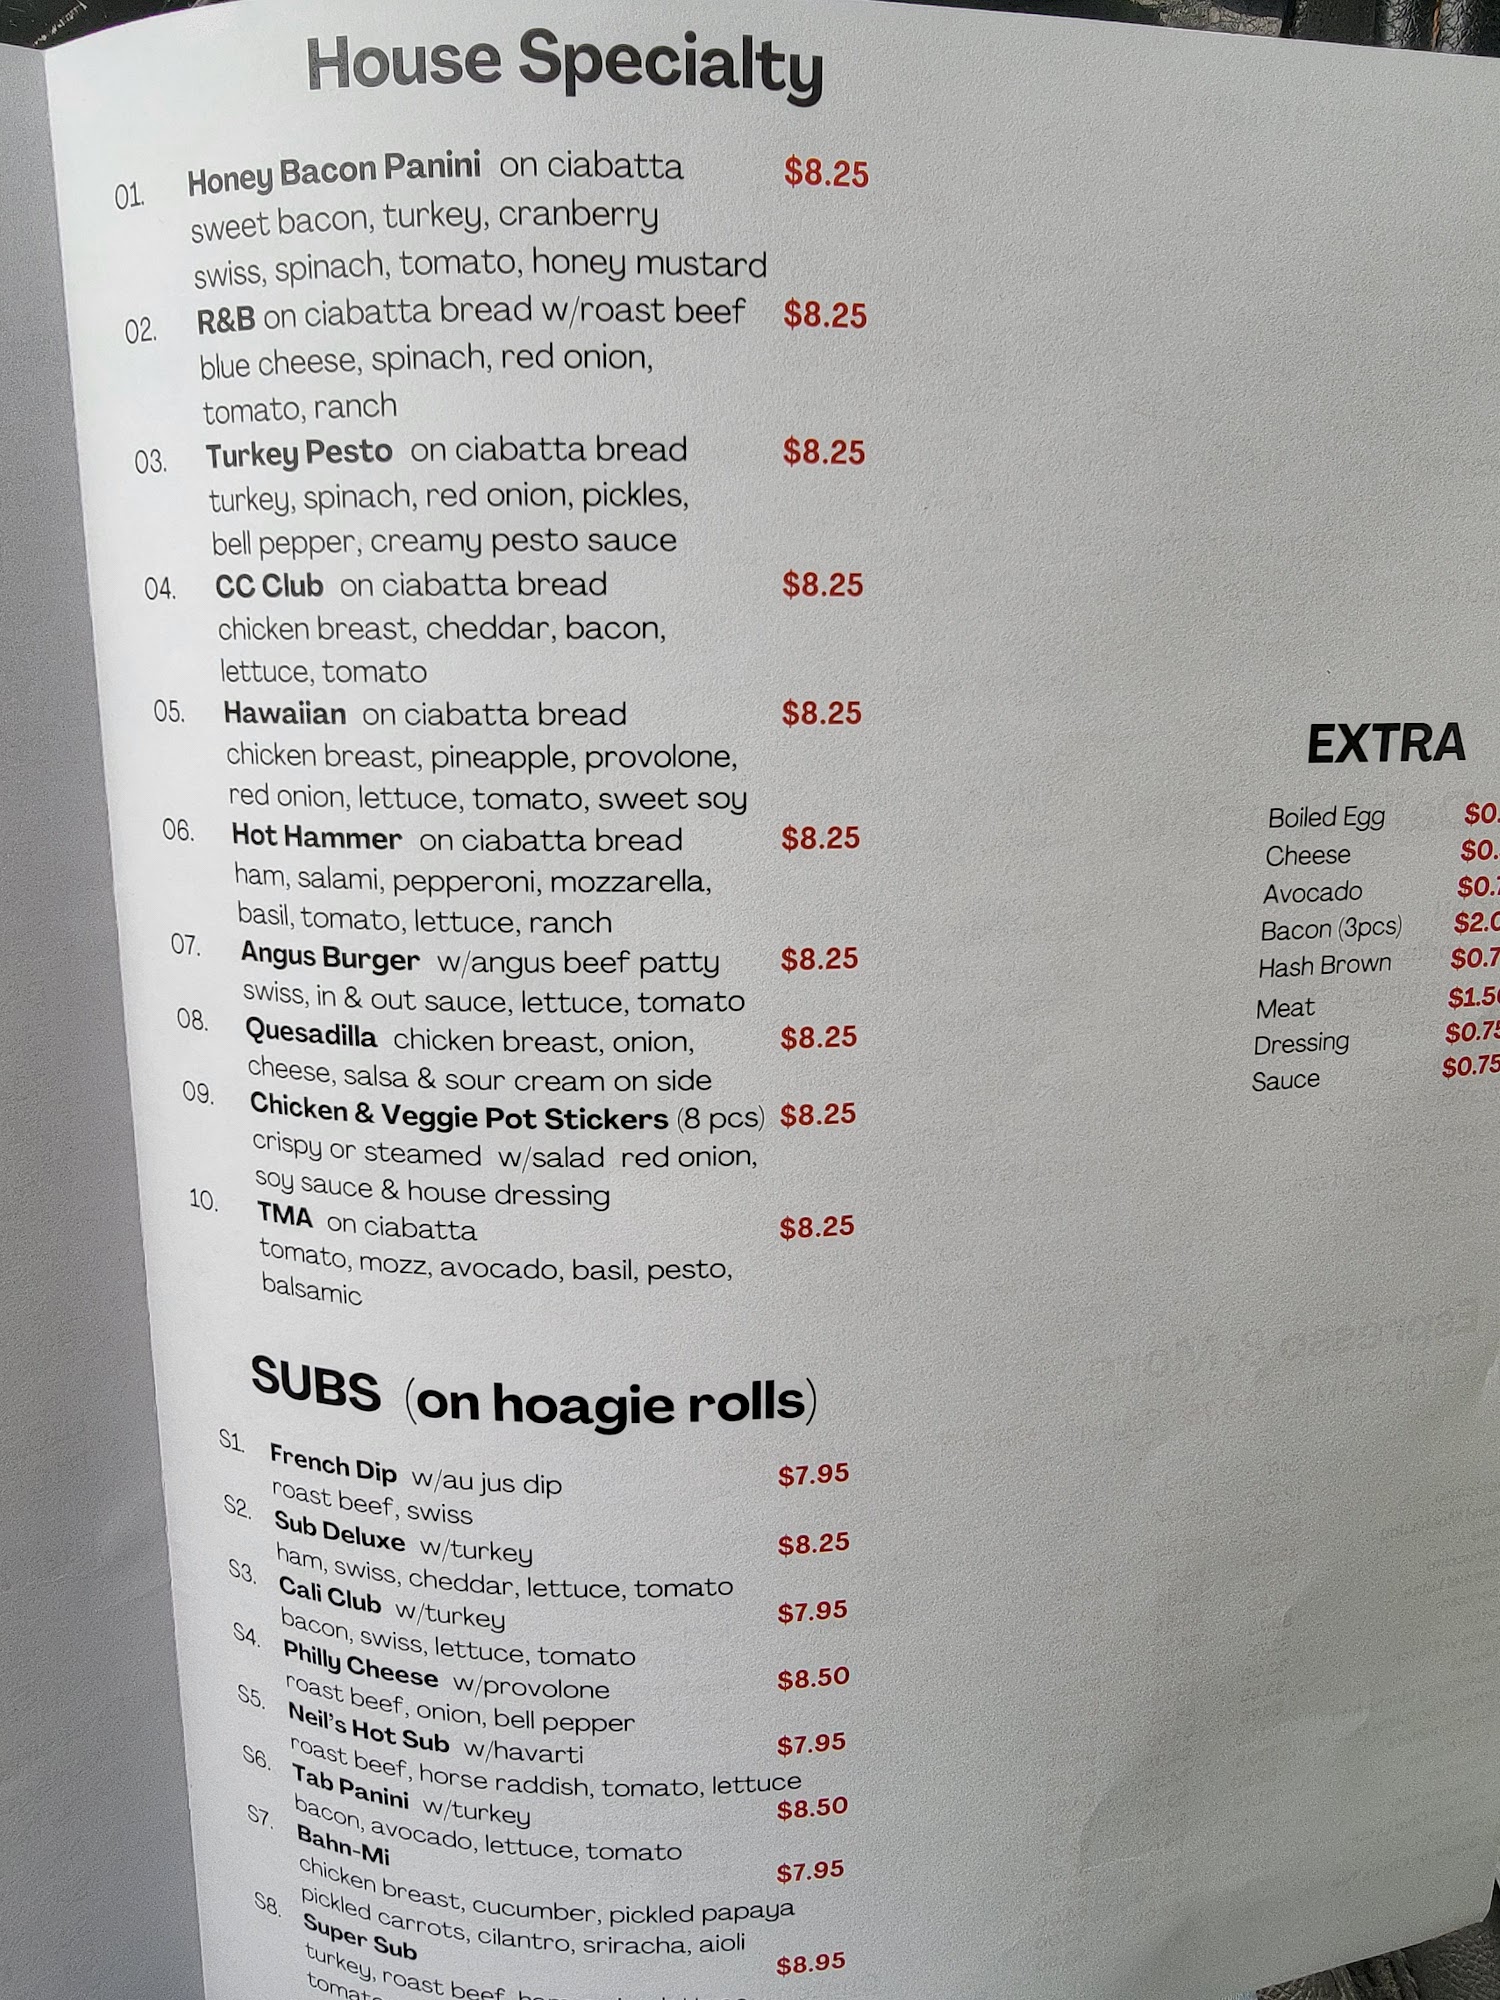 House Specialty
01. Honey Bacon Panini on ciabatta $8.25
sweet bacon, turkey, cranberry
swiss, spinach, tomato, honey mustard
02. R&B on ciabatta bread w/roast beef $8.25
blue cheese, spinach, red onion,
tomato, ranch
03. Turkey Pesto on ciabatta bread $8.25
turkey, spinach, red onion, pickles,
bell pepper, creamy pesto sauce
04. CC Club on ciabatta bread $8.25
chicken breast, cheddar, bacon,
lettuce, tomato
05. Hawaiian on ciabatta bread $8.25
chicken breast, pineapple, provolone,
red onion, lettuce, tomato, sweet soy
06. Hot Hammer on ciabatta bread $8.25
ham, salami, pepperoni, mozzarella,
basil, tomato, lettuce, ranch
07. Angus Burger w/angus beef patty $8.25
swiss, in & out sauce, lettuce, tomato
08. Quesadilla chicken breast, onion, $8.25
cheese, salsa & sour cream on side
09. Chicken & Veggie Pot Stickers (8 pcs) $8.25
crispy or steamed w/salad red onion,
soy sauce & house dressing
10. TMA on ciabatta $8.25
tomato, mozz, avocado, basil, pesto,
balsamic
SUBS (on hoagie rolls)
S1. French Dip w/au jus dip $7.95
roast beef, swiss
S2. Sub Deluxe w/turkey $8.25
ham, swiss, cheddar, lettuce, tomato
S3. Cali Club w/turkey $7.95
bacon, swiss, lettuce, tomato
S4. Philly Cheese w/provolone $8.50
roast beef, onion, bell pepper
S5. Neil's Hot Sub w/havarti $7.95
roast beef, horse raddish, tomato, lettuce
S6. Tab Panini w/turkey $8.50
bacon, avocado, lettuce, tomato
S7. Bahn-Mi $7.95
chicken breast, cucumber, pickled papaya
pickled carrots, cilantro, sriracha, aioli
S8. Super Sub $8.95
turkey, roast beef,
EXTRA
Boiled Egg $0.
Cheese $0.
Avocado $0.7
Bacon (3pcs) $2.0
Hash Brown $0.7
Meat $1.50
Dressing $0.75
Sauce $0.75